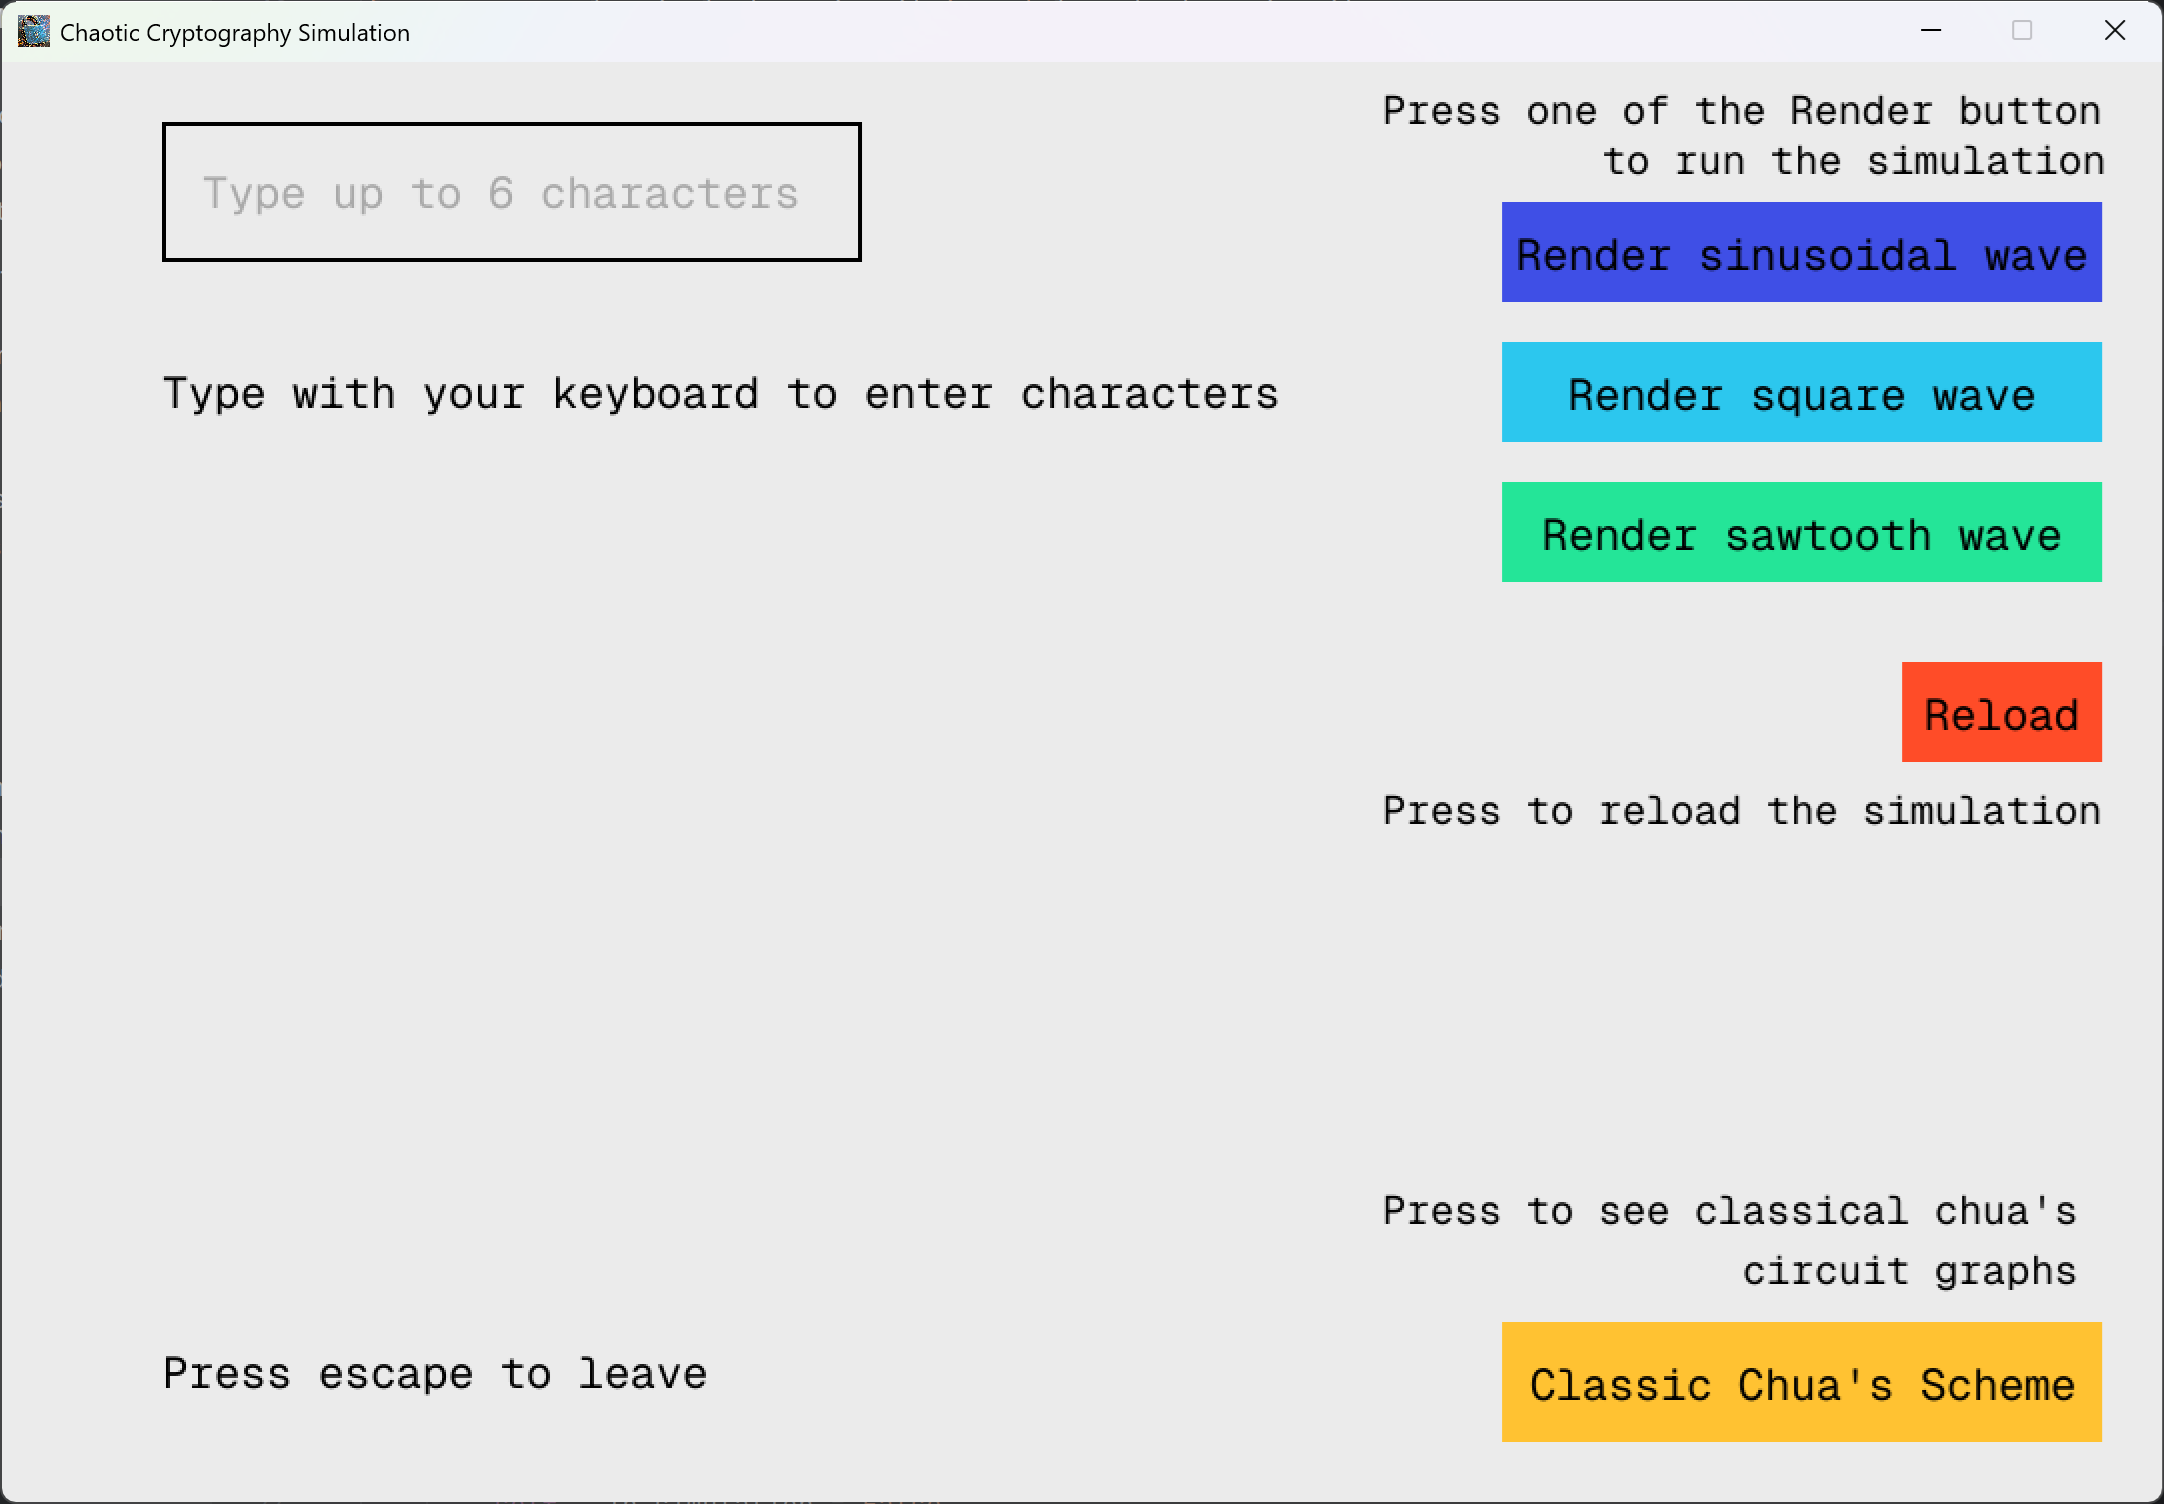 Chaotic Cryptography Simulation
Type up to 6 characters
Type with your keyboard to enter characters
Press one of the Render button
to run the simulation
Render sinusoidal wave
Render square wave
Render sawtooth wave
Reload
Press to reload the simulation
Press to see classical chua's
circuit graphs
Classic Chua's Scheme
Press escape to leave